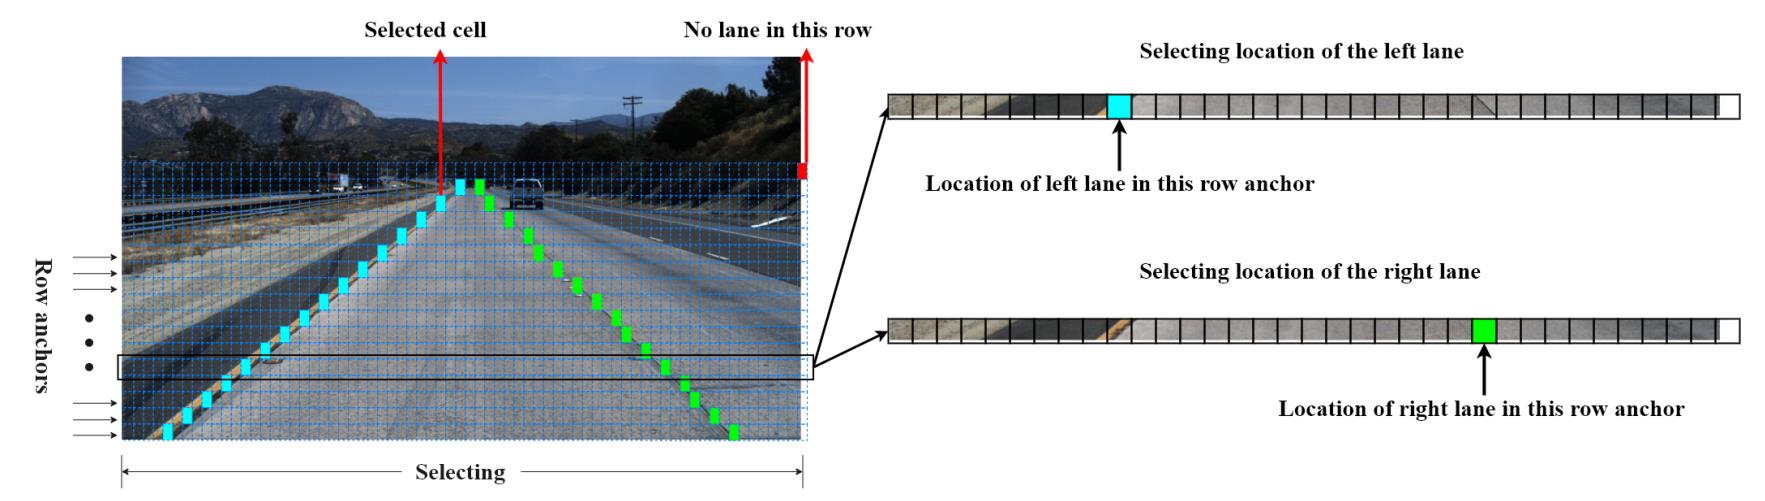 Selected cell
No lane in this row
Selecting location of the left lane
Location of left lane in this row anchor
Row anchors
Selecting location of the right lane
Location of right lane in this row anchor
Selecting